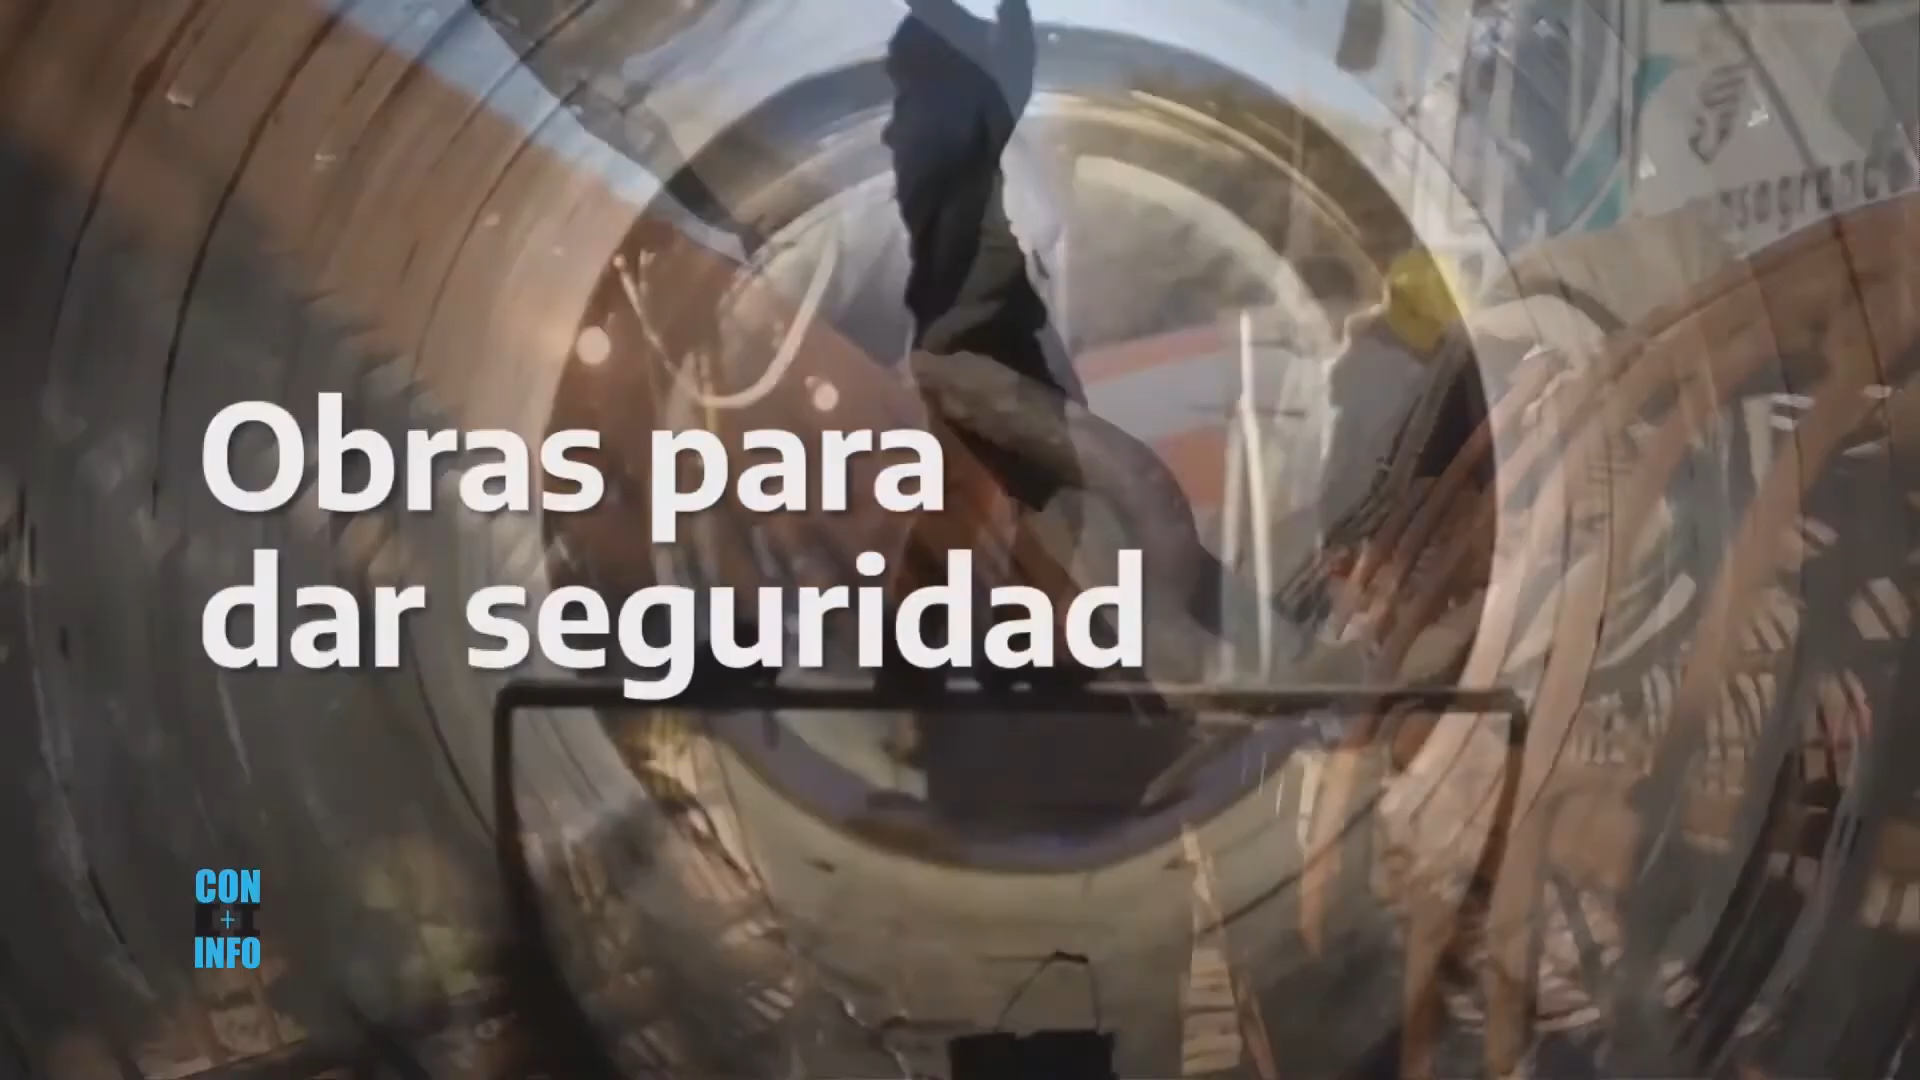 Obras para
dar seguridad
CON
+
INFO